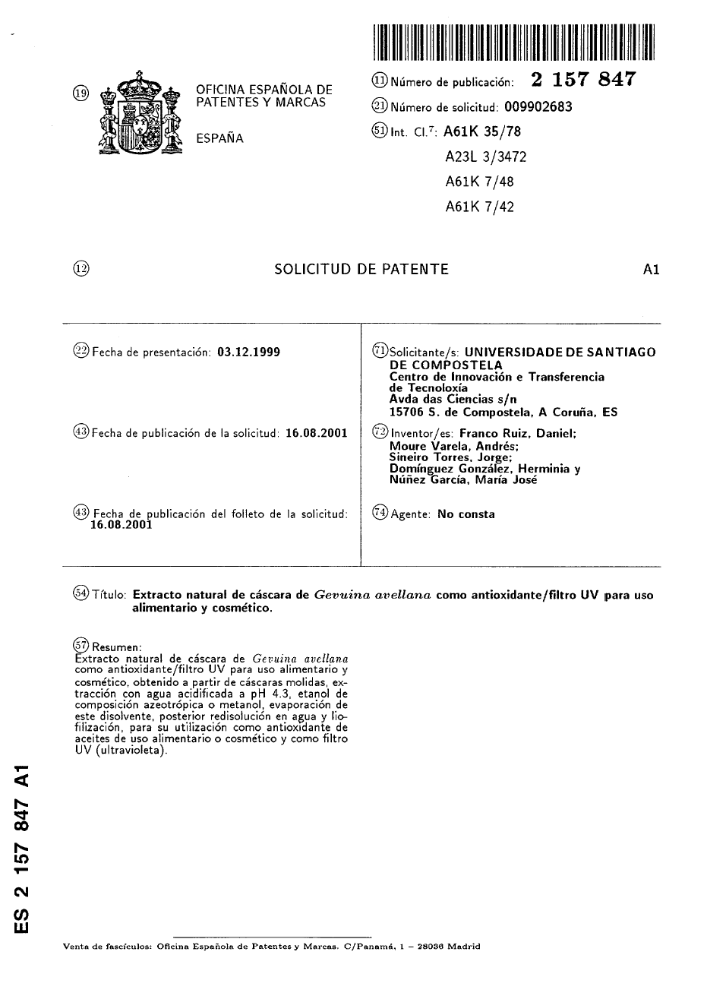 ⑲
OFICINA ESPAÑOLA DE
PATENTES Y MARCAS
ESPAÑA
⑪ Número de publicación: 2 157 847
㉑ Número de solicitud: 009902683
�51 Int. Cl.⁷: A61K 35/78
A23L 3/3472
A61K 7/48
A61K 7/42
⑫ SOLICITUD DE PATENTE A1
㉒ Fecha de presentación: 03.12.1999
㊸ Fecha de publicación de la solicitud: 16.08.2001
㊸ Fecha de publicación del folleto de la solicitud:
16.08.2001
(71) Solicitante/s: UNIVERSIDADE DE SANTIAGO
DE COMPOSTELA
Centro de Innovación e Transferencia
de Tecnoloxía
Avda das Ciencias s/n
15706 S. de Compostela, A Coruña, ES
(72) Inventor/es: Franco Ruiz, Daniel;
Moure Varela, Andrés;
Sineiro Torres, Jorge;
Domínguez González, Herminia y
Núñez García, María José
(74) Agente: No consta
(54) Título: Extracto natural de cáscara de Gevuina avellana como antioxidante/filtro UV para uso
alimentario y cosmético.
(57) Resumen:
Extracto natural de cáscara de Gevuina avellana
como antioxidante/filtro UV para uso alimentario y
cosmético, obtenido a partir de cáscaras molidas, ex-
tracción con agua acidificada a pH 4.3, etanol de
composición azeotrópica o metanol, evaporación de
este disolvente, posterior redisolución en agua y lio-
filización, para su utilización como antioxidante de
aceites de uso alimentario o cosmético y como filtro
UV (ultravioleta).
ES 2 157 847 A1
Venta de fascículos: Oficina Española de Patentes y Marcas. C/Panamá, 1 – 28036 Madrid